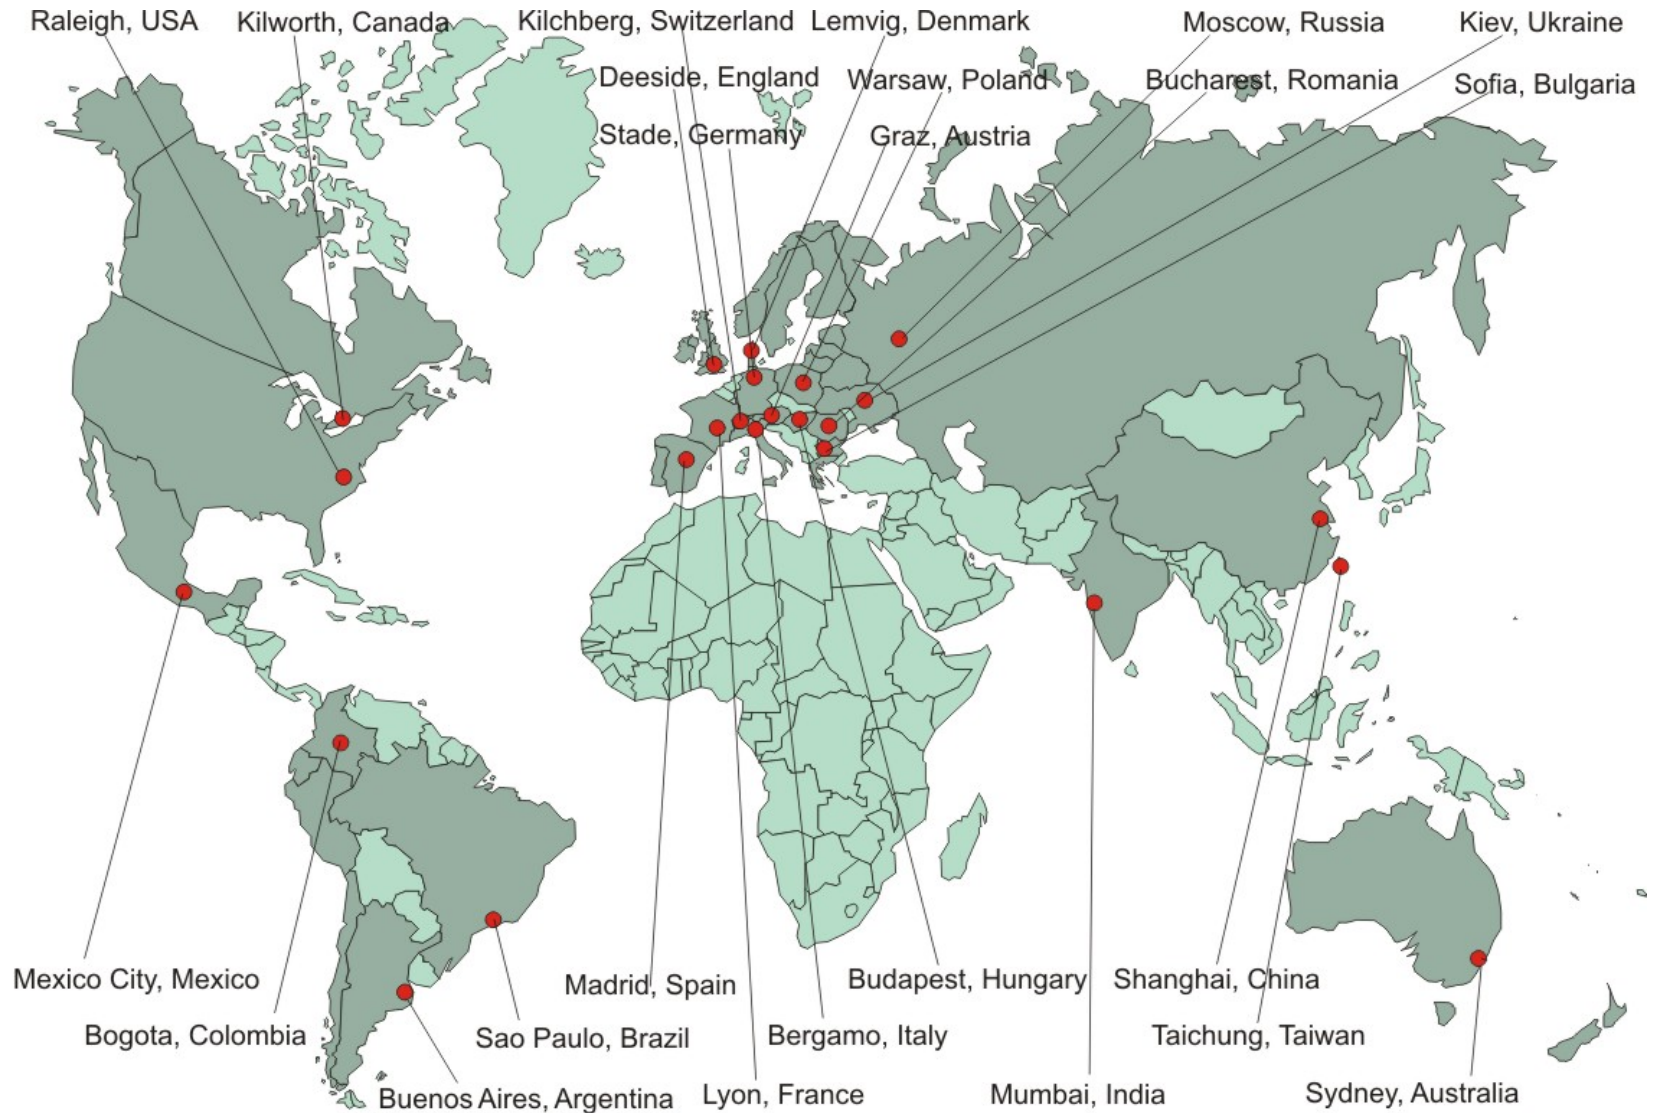 Raleigh, USA
Kilworth, Canada
Kilchberg, Switzerland
Lemvig, Denmark
Moscow, Russia
Kiev, Ukraine
Deeside, England
Warsaw, Poland
Bucharest, Romania
Sofia, Bulgaria
Stade, Germany
Graz, Austria
Mexico City, Mexico
Madrid, Spain
Budapest, Hungary
Shanghai, China
Bogota, Colombia
Sao Paulo, Brazil
Bergamo, Italy
Taichung, Taiwan
Buenos Aires, Argentina
Lyon, France
Mumbai, India
Sydney, Australia